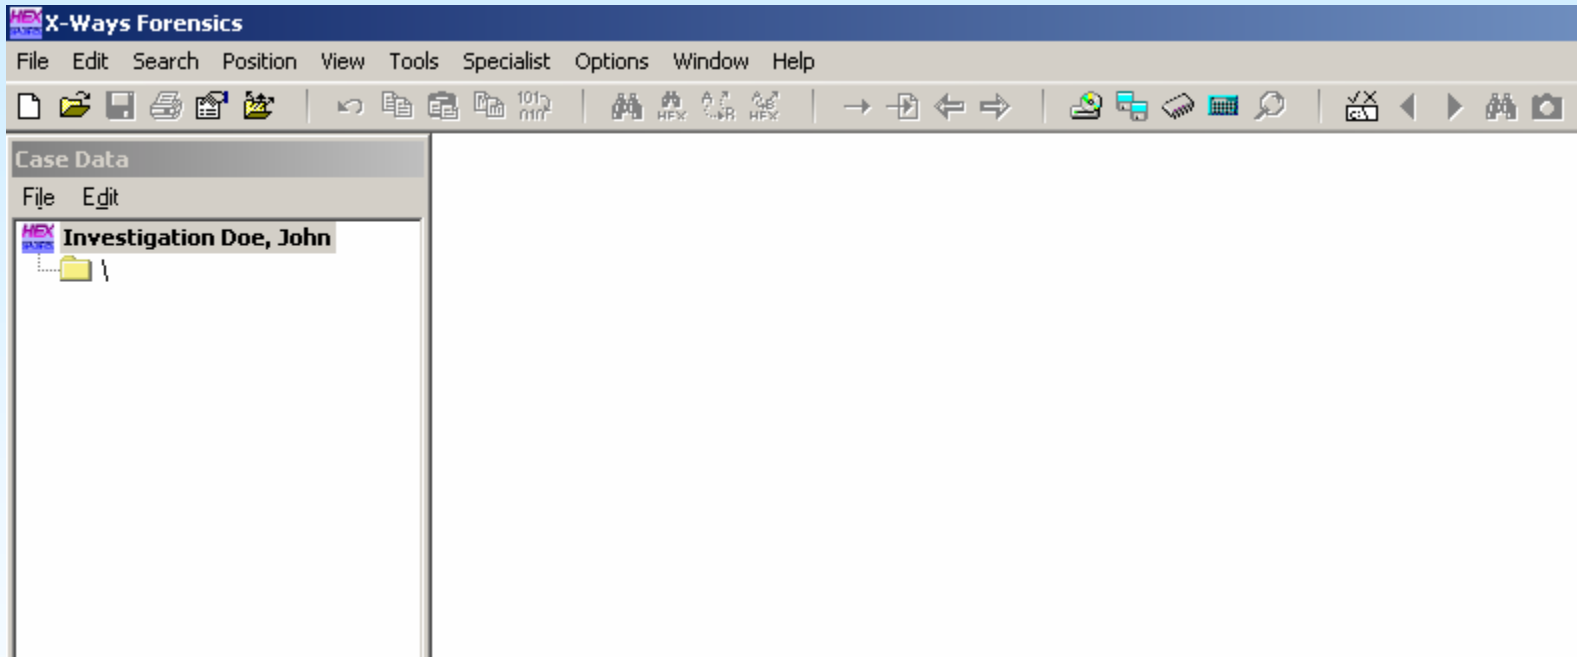 X-Ways Forensics
File Edit Search Position View Tools Specialist Options Window Help
Case Data
File Edit
HEX Investigation Doe, John
\